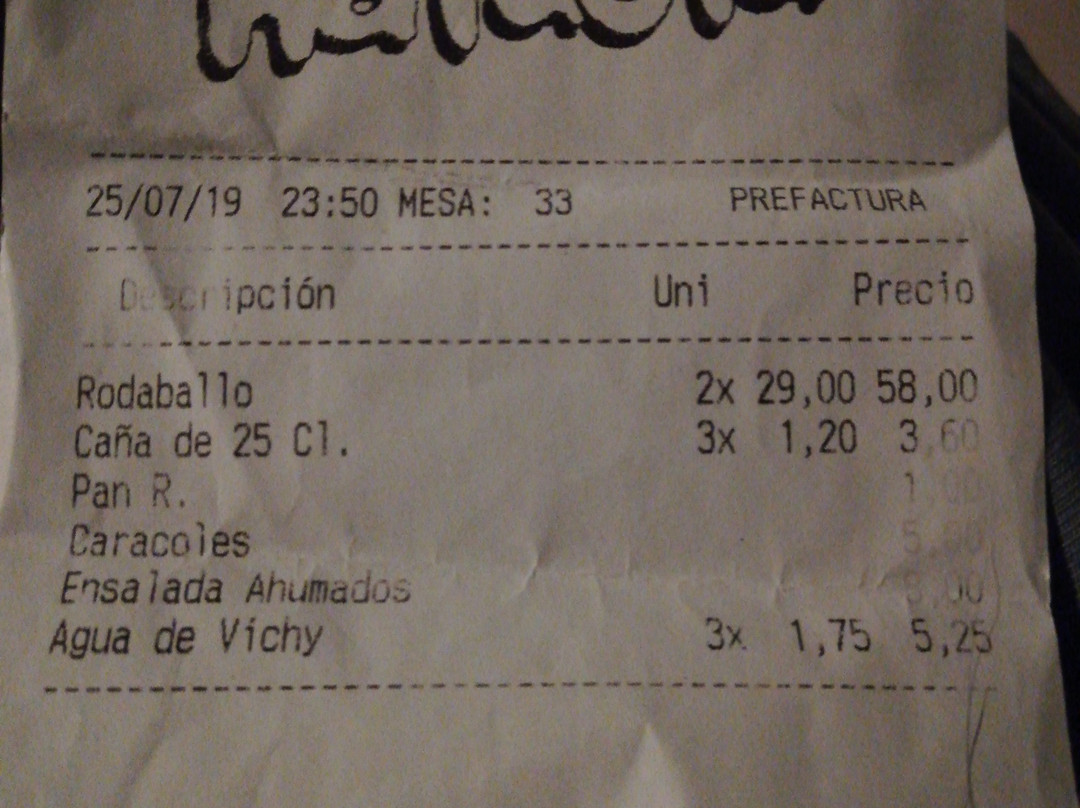 25/07/19 23:50 MESA: 33 PREFACTURA
Descripción Uni Precio
Rodaballo 2x 29,00 58,00
Caña de 25 Cl. 3x 1,20 3,60
Pan R. 1,00
Caracoles
Ensalada Ahumados
Agua de Vichy 3x 1,75 5,25